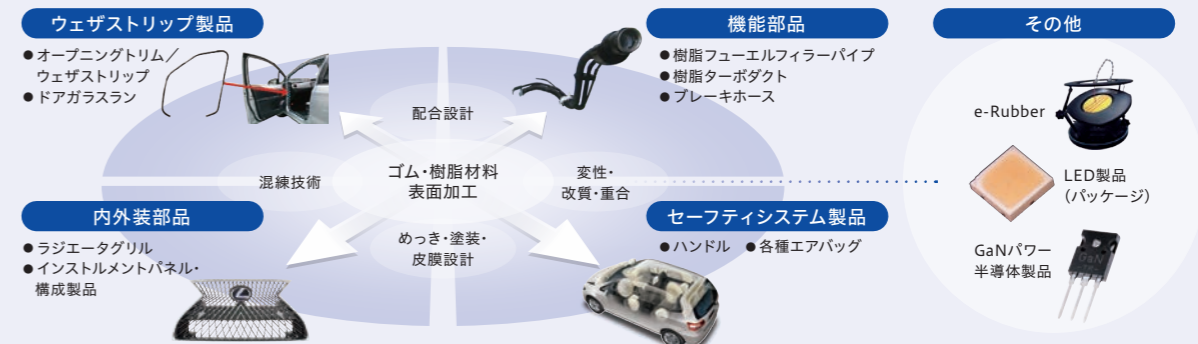 ウェザストリップ製品
●オープニングトリム／
ウェザストリップ
●ドアガラスラン
機能部品
●樹脂フューエルフィラーパイプ
●樹脂ターボダクト
●ブレーキホース
配合設計
混練技術
ゴム・樹脂材料
表面加工
変性・
改質・重合
めっき・塗装・
皮膜設計
内外装部品
●ラジエータグリル
●インストルメントパネル・
構成製品
セーフティシステム製品
●ハンドル ●各種エアバッグ
その他
e-Rubber
LED製品
（パッケージ）
GaNパワー
半導体製品
GaN